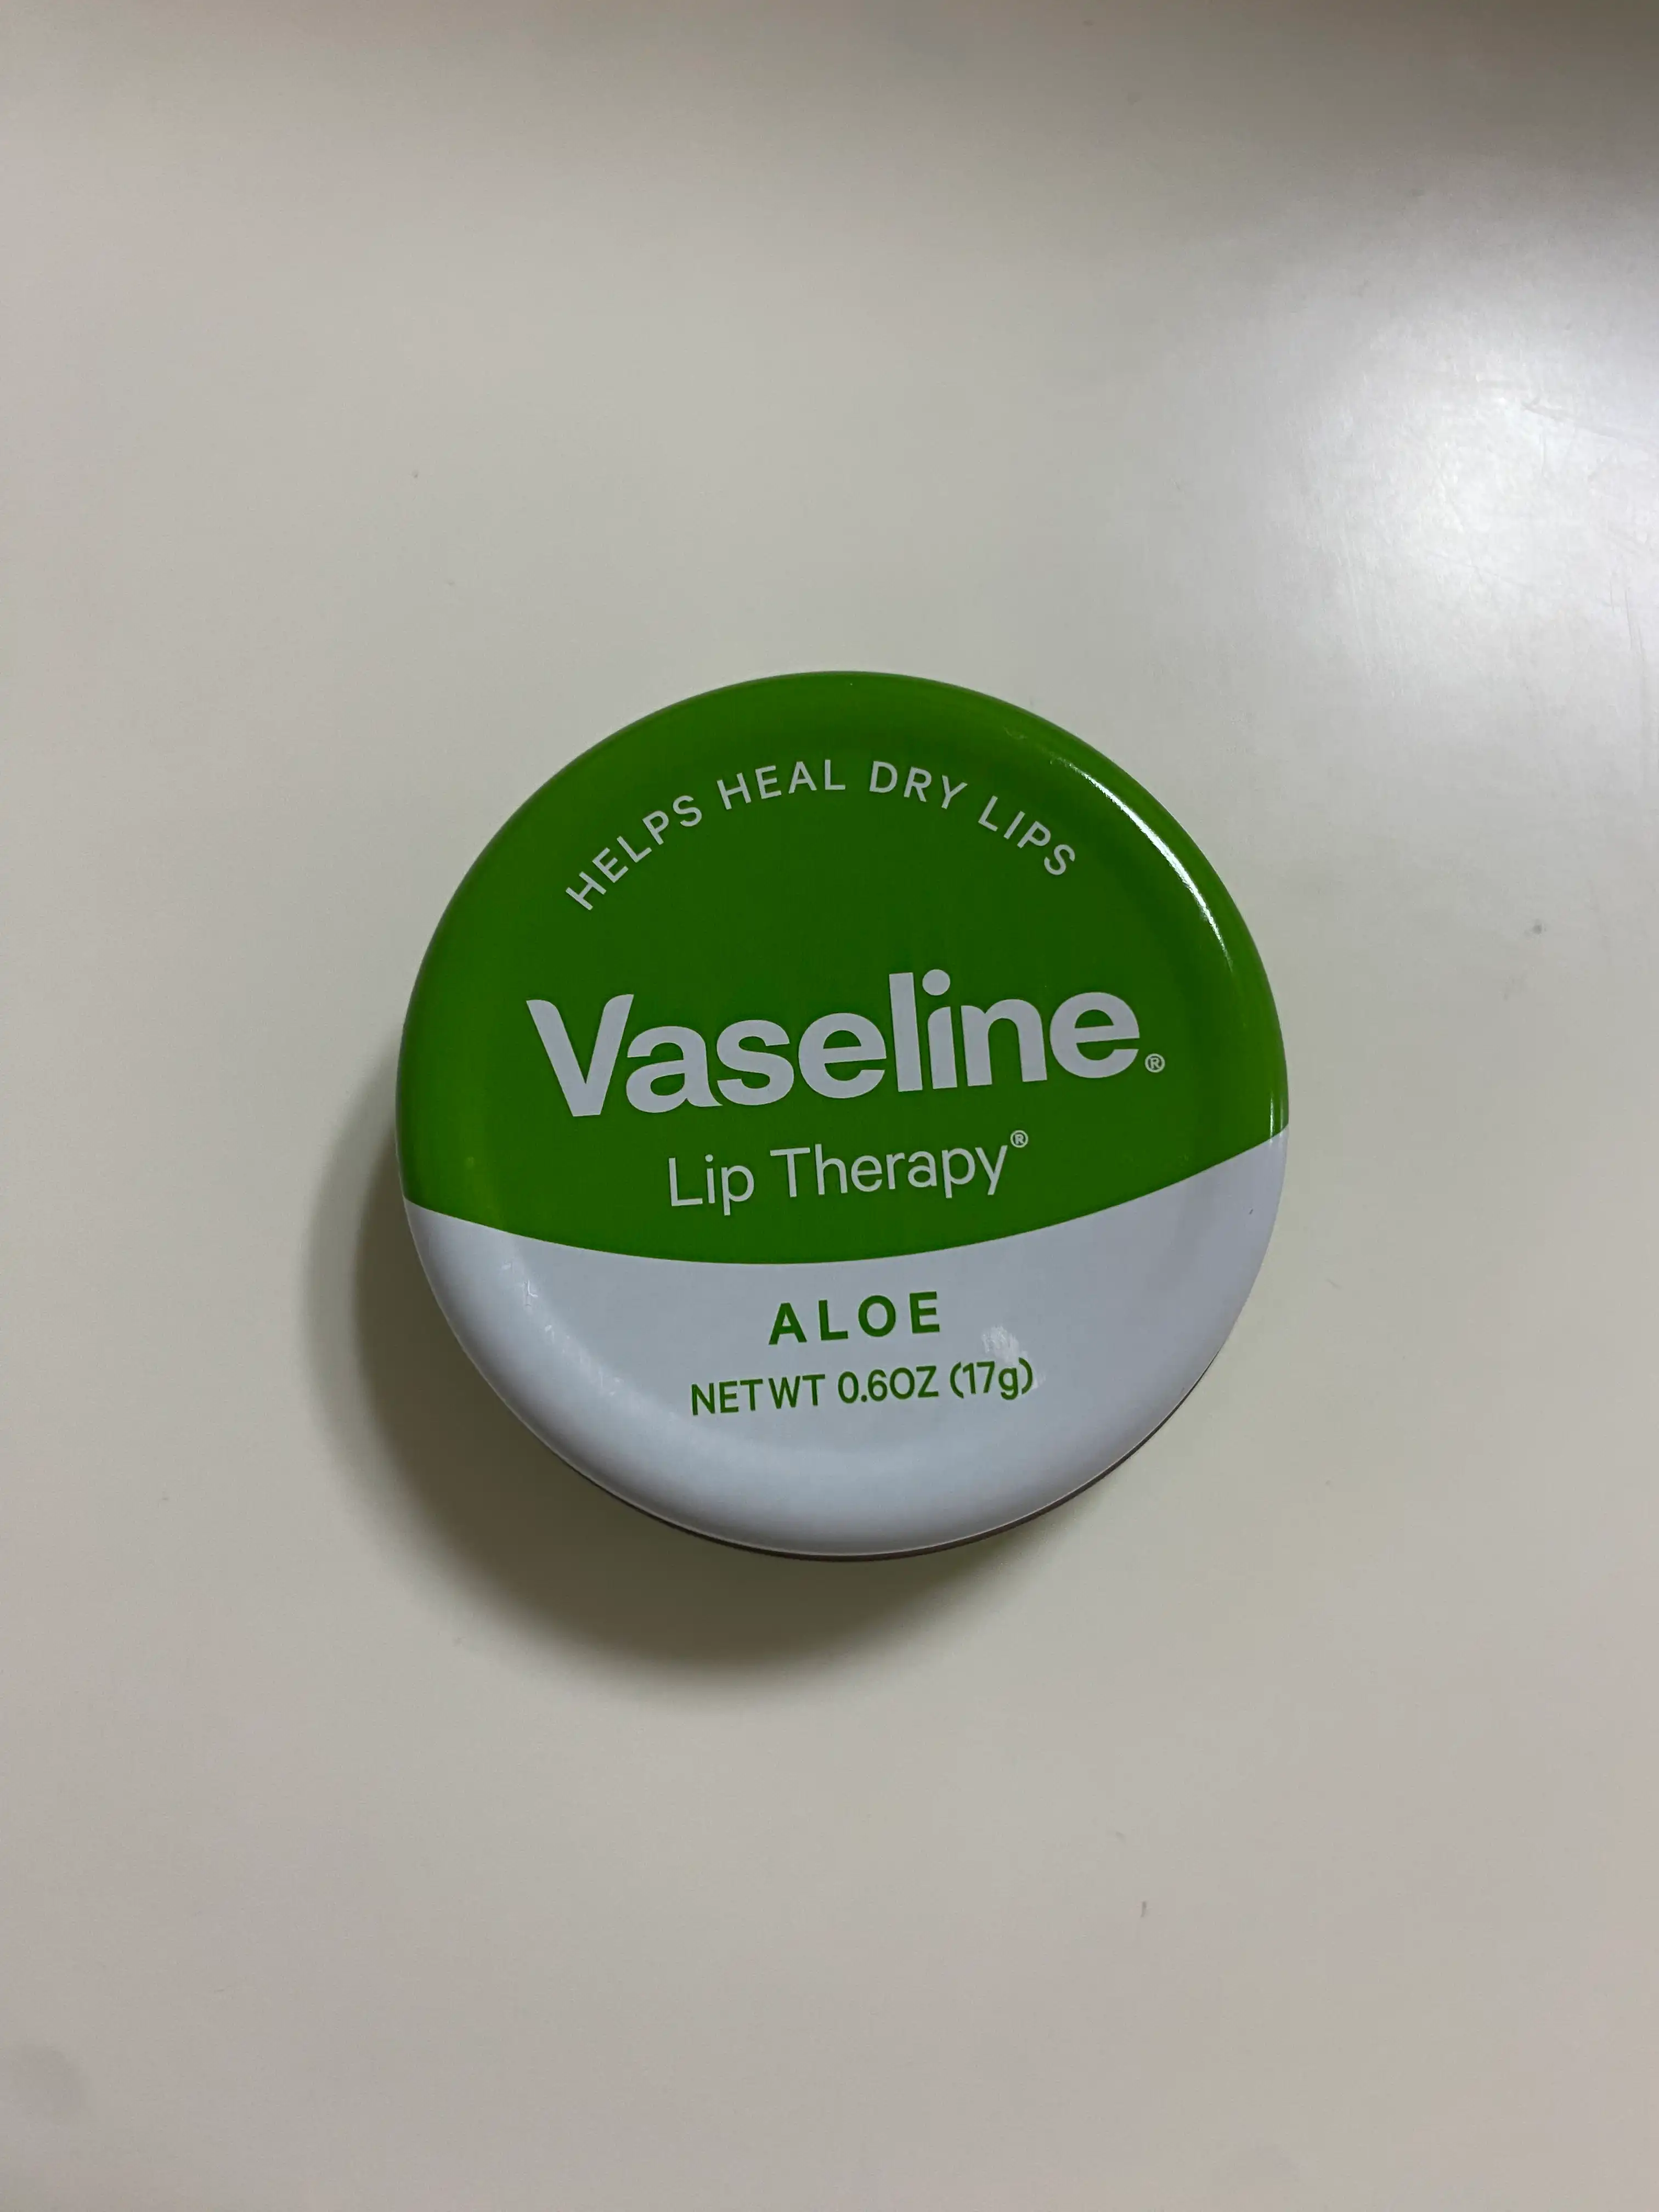 HELPS HEAL DRY LIPS
Vaseline®
Lip Therapy®
ALOE
NET WT 0.6OZ (17g)